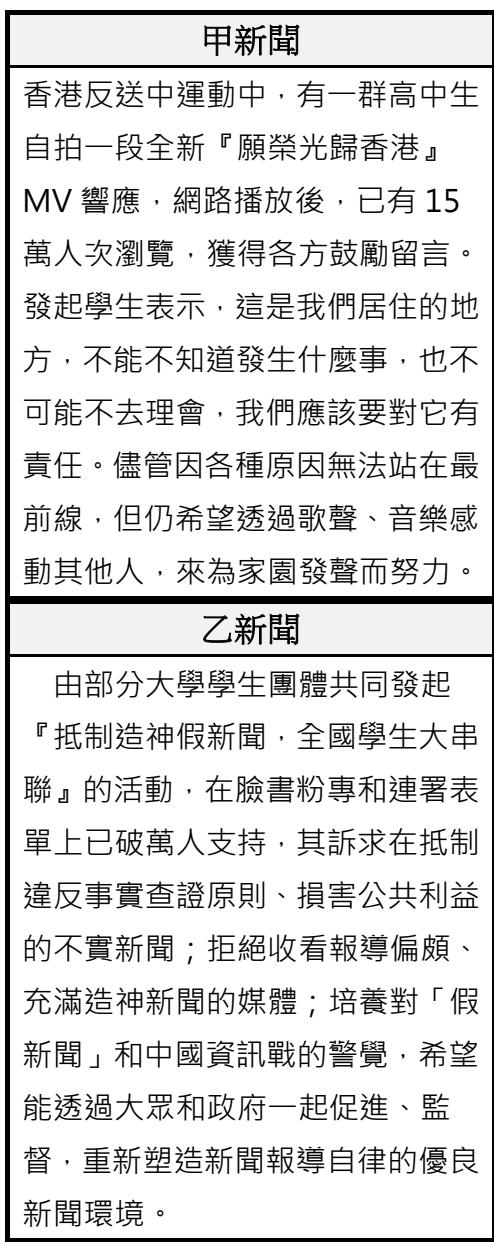 甲新聞
香港反送中運動中，有一群高中生
自拍一段全新『願榮光歸香港』
MV 響應，網路播放後，已有 15
萬人次瀏覽，獲得各方鼓勵留言。
發起學生表示，這是我們居住的地
方，不能不知道發生什麼事，也不
可能不去理會，我們應該要對它有
責任。儘管因各種原因無法站在最
前線，但仍希望透過歌聲、音樂感
動其他人，來為家園發聲而努力。
乙新聞
由部分大學學生團體共同發起
『抵制造神假新聞，全國學生大串
聯』的活動，在臉書粉專和連署表
單上已破萬人支持，其訴求在抵制
違反事實查證原則、損害公共利益
的不實新聞；拒絕收看報導偏頗、
充滿造神新聞的媒體；培養對「假
新聞」和中國資訊戰的警覺，希望
能透過大眾和政府一起促進、監
督，重新塑造新聞報導自律的優良
新聞環境。